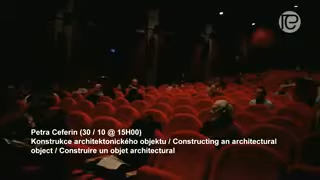 Petra Ceferin (30 / 10 @ 15H00)
Konstrukce architektonického objektu / Constructing an architectural
object / Construire un objet architectural